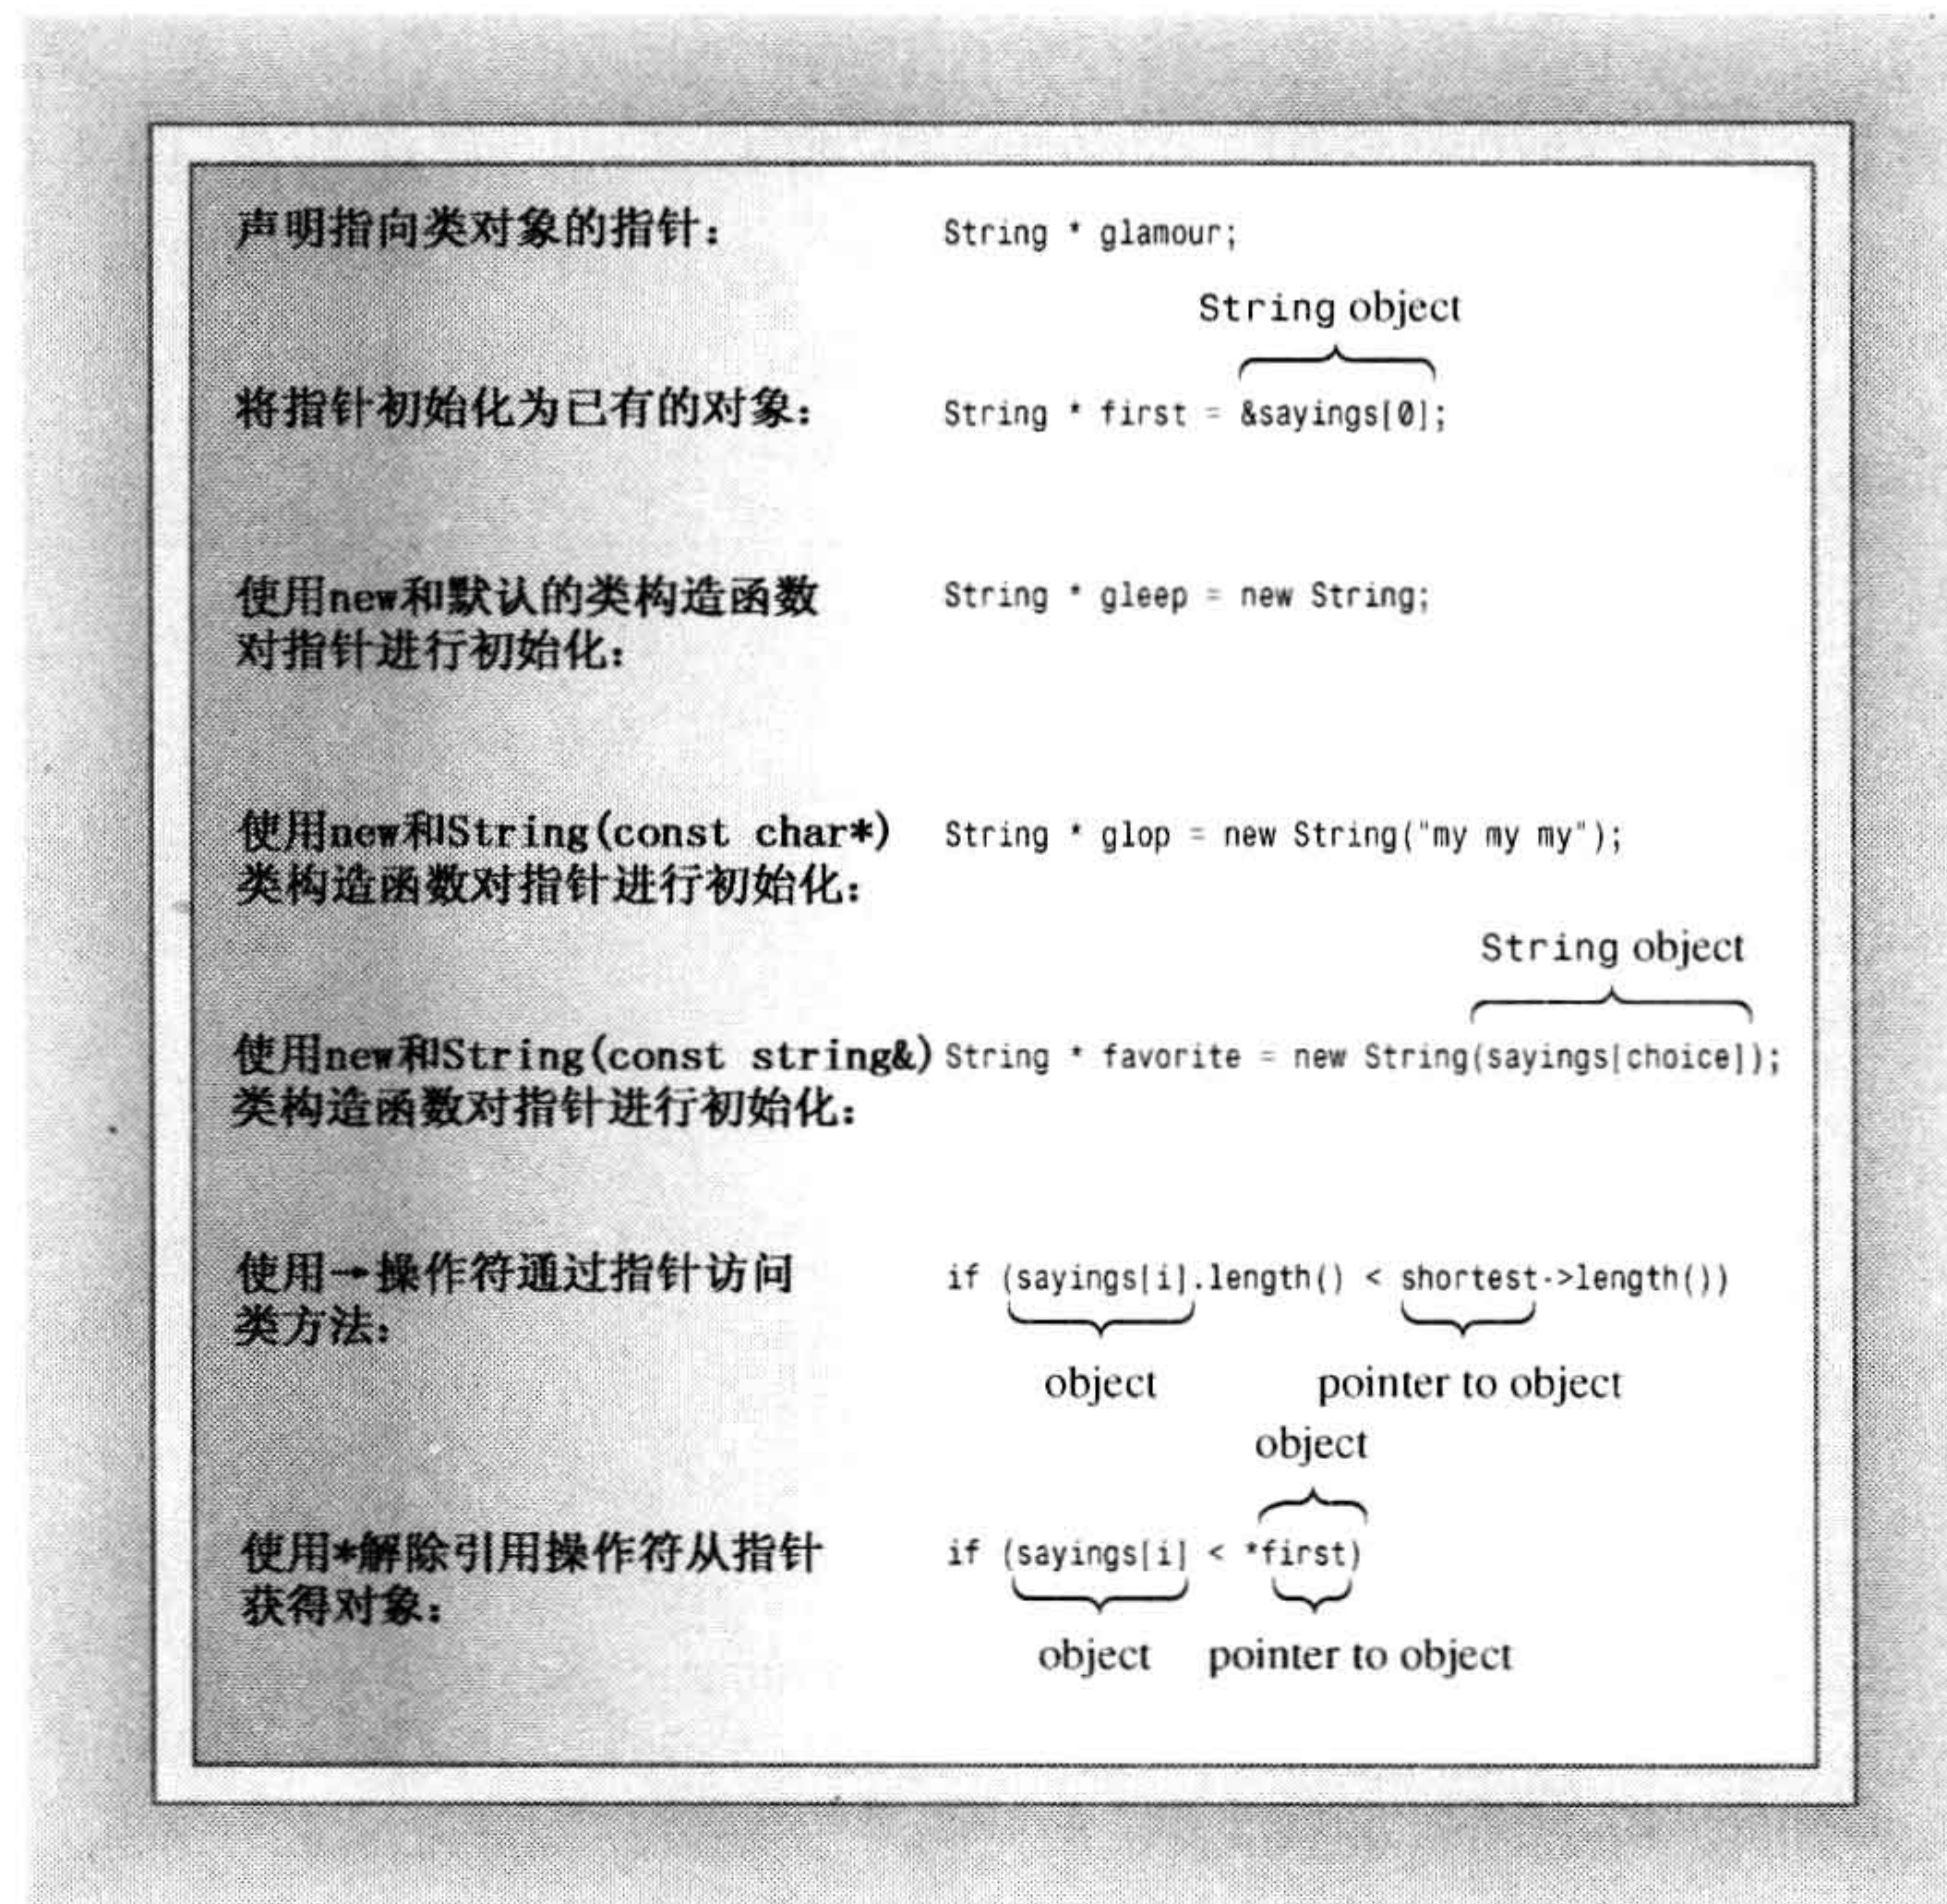 声明指向类对象的指针： String * glamour;
String object
将指针初始化为已有的对象： String * first = &sayings[0];
使用new和默认的类构造函数 String * gleep = new String;
对指针进行初始化：
使用new和String(const char*) String * glop = new String("my my my");
类构造函数对指针进行初始化：
String object
使用new和String(const string&) String * favorite = new String(sayings[choice]);
类构造函数对指针进行初始化：
使用→操作符通过指针访问 if (sayings[i].length() < shortest->length())
类方法：
object pointer to object
object
使用*解除引用操作符从指针 if (sayings[i] < *first)
获得对象：
object pointer to object